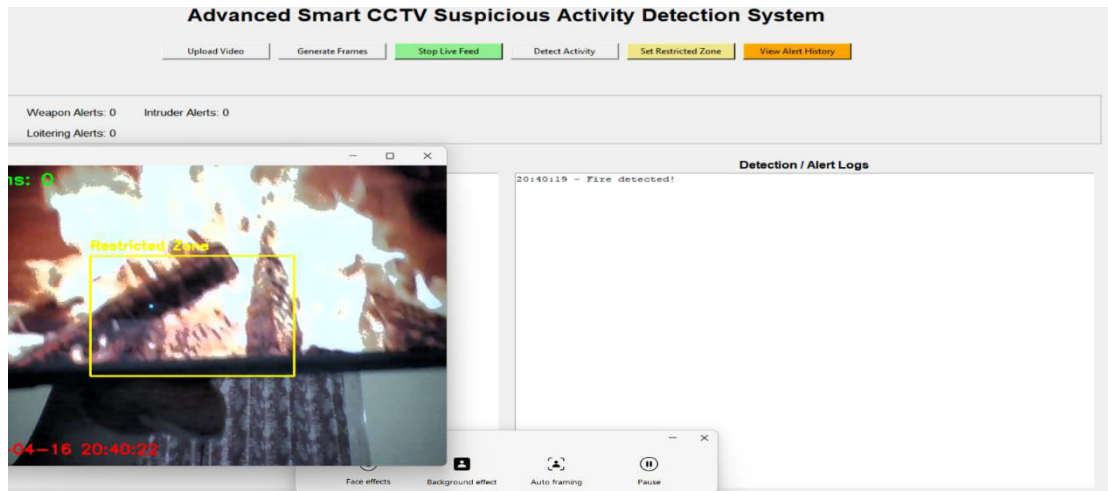 Advanced Smart CCTV Suspicious Activity Detection System
Upload Video Generate Frames Stop Live Feed Detect Activity Set Restricted Zone View Alert History
Weapon Alerts: 0 Intruder Alerts: 0
Loitering Alerts: 0
Detection / Alert Logs
20:40:19 - Fire detected!
ns: 0
Restricted Zone
-04-16 20:40:22
Face effects Background effect Auto framing Pause